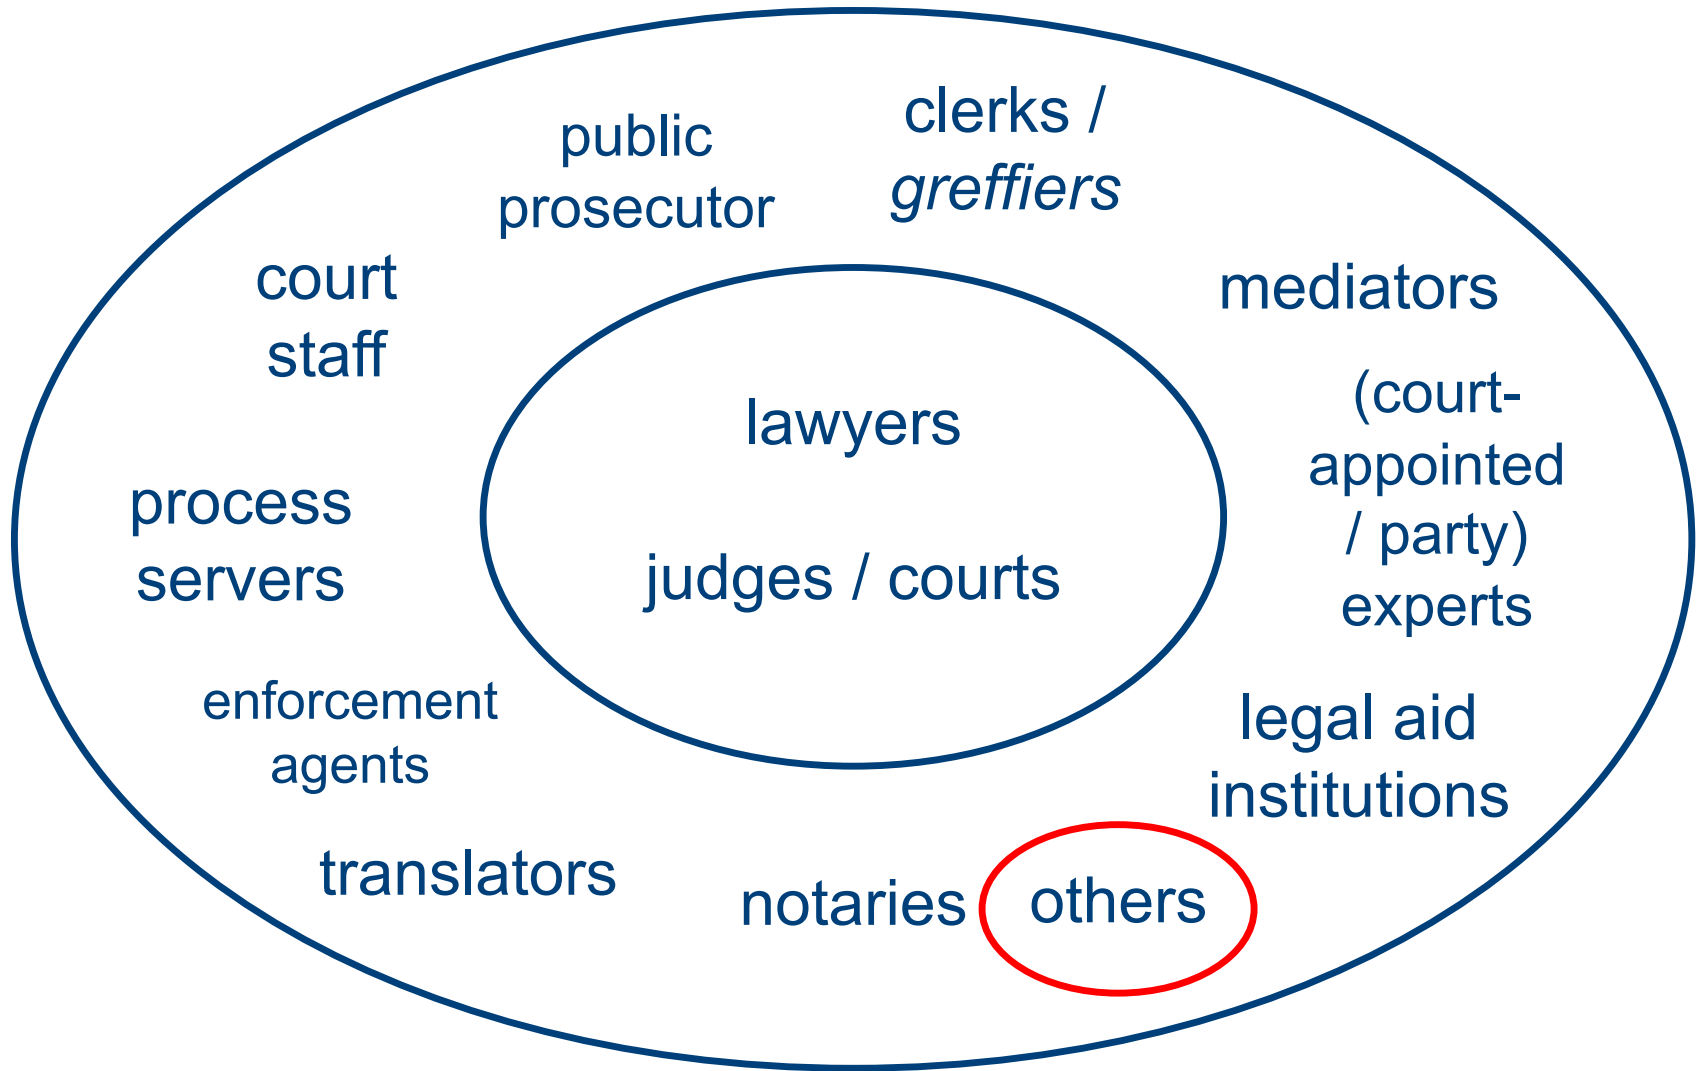 public
prosecutor
clerks /
greffiers
court
staff
mediators
lawyers
judges / courts
(court-
appointed
/ party)
experts
process
servers
enforcement
agents
legal aid
institutions
translators
notaries
others